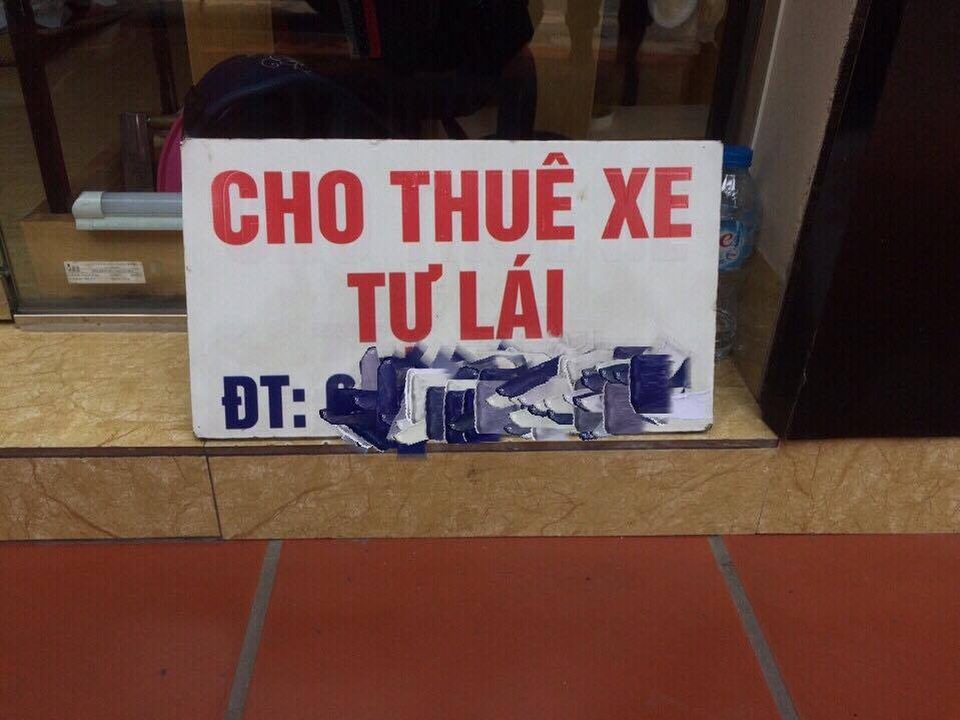 CHO THUÊ XE
TỰ LÁI
ĐT: